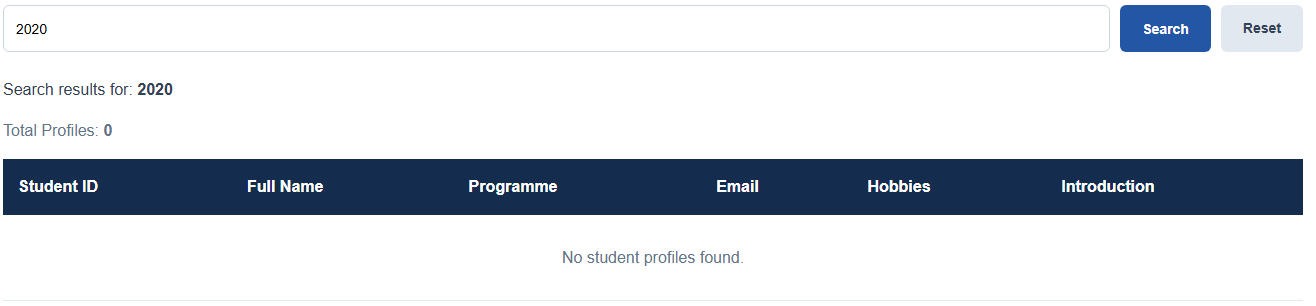 2020 Search Reset
Search results for: 2020
Total Profiles: 0
Student ID Full Name Programme Email Hobbies Introduction
No student profiles found.